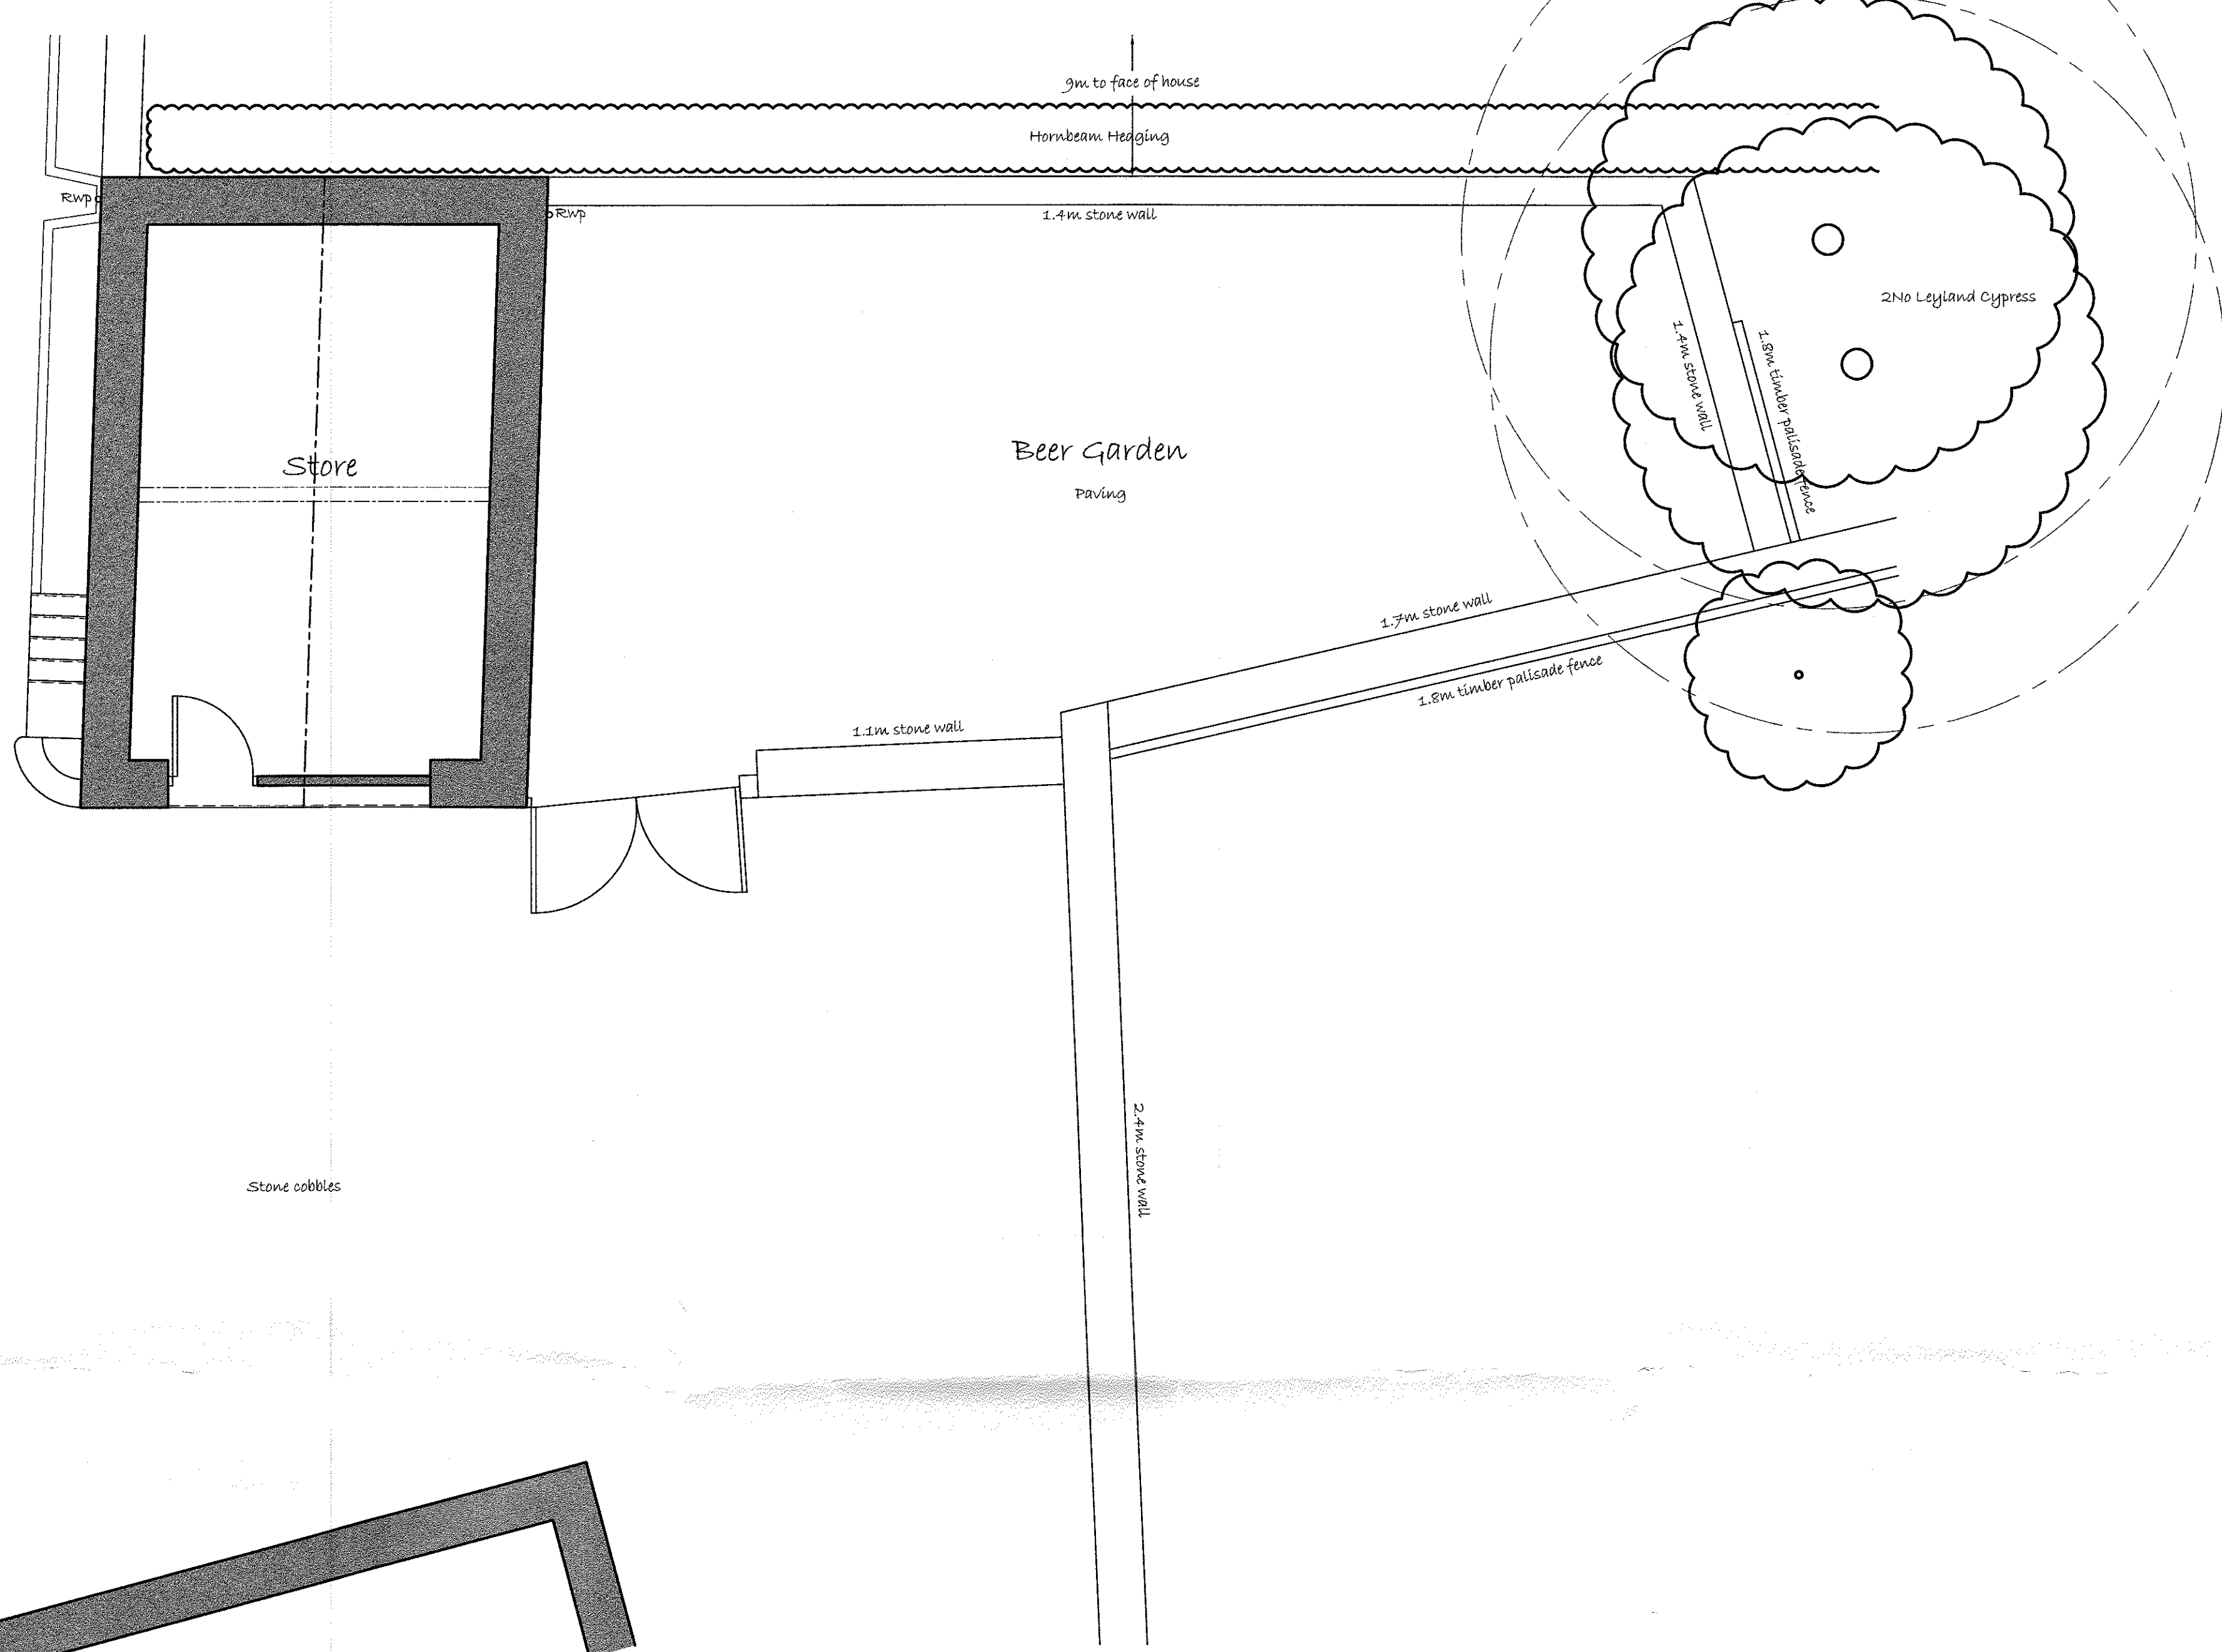 9m to face of house
Hornbeam Hedging
Rwp
Rwp
1.4m stone wall
2No Leyland Cypress
1.4m stone wall
1.8m timber palisade fence
Beer Garden
Store
Paving
1.7m stone wall
1.8m timber palisade fence
1.1m stone wall
2.4m stone wall
Stone cobbles